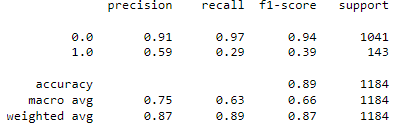 precision recall f1-score support
0.0 0.91 0.97 0.94 1041
1.0 0.59 0.29 0.39 143
accuracy 0.89 1184
macro avg 0.75 0.63 0.66 1184
weighted avg 0.87 0.89 0.87 1184